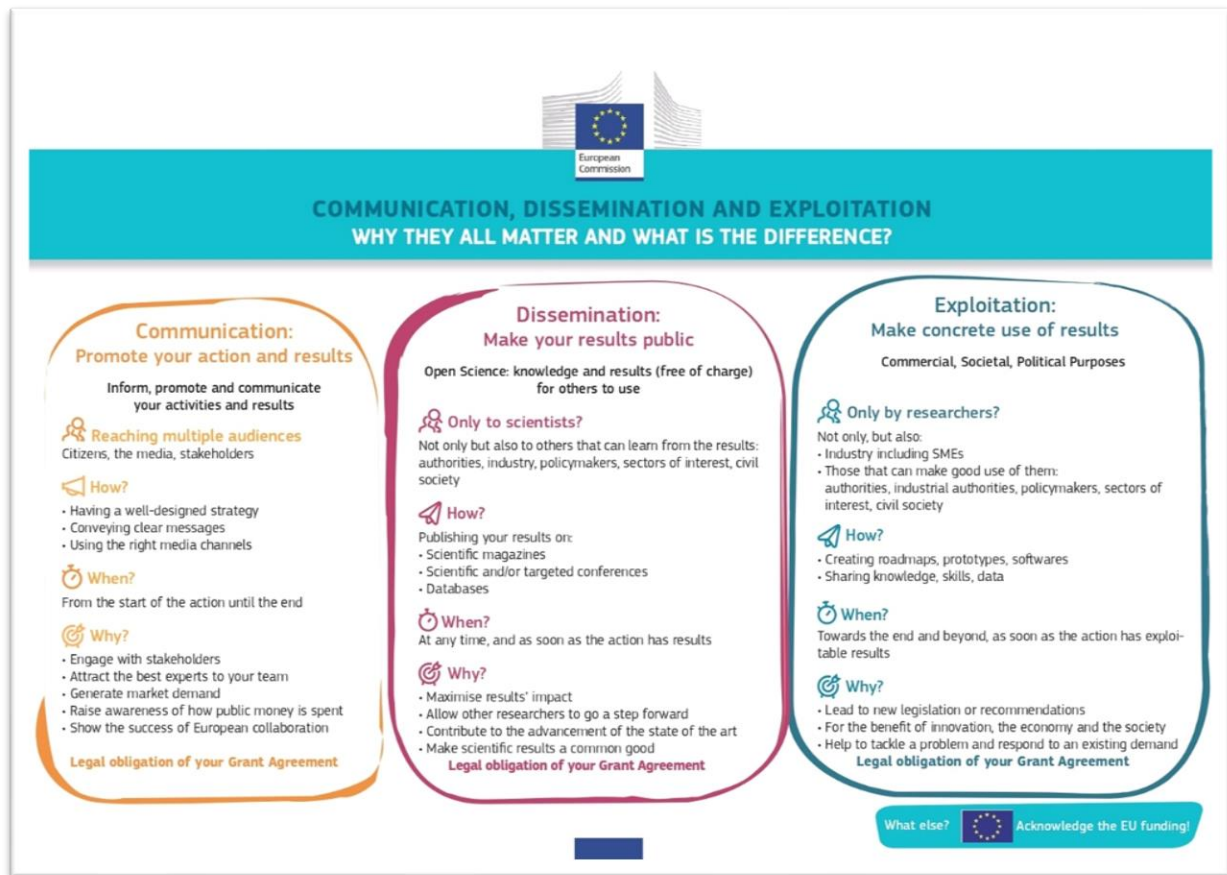 European
Commission
COMMUNICATION, DISSEMINATION AND EXPLOITATION
WHY THEY ALL MATTER AND WHAT IS THE DIFFERENCE?
Communication:
Promote your action and results
Inform, promote and communicate
your activities and results
Reaching multiple audiences
Citizens, the media, stakeholders
How?
• Having a well-designed strategy
• Conveying clear messages
• Using the right media channels
When?
From the start of the action until the end
Why?
• Engage with stakeholders
• Attract the best experts to your team
• Generate market demand
• Raise awareness of how public money is spent
• Show the success of European collaboration
Legal obligation of your Grant Agreement
Dissemination:
Make your results public
Open Science: knowledge and results (free of charge)
for others to use
Only to scientists?
Not only but also to others that can learn from the results:
authorities, industry, policymakers, sectors of interest, civil
society
How?
Publishing your results on:
• Scientific magazines
• Scientific and/or targeted conferences
• Databases
When?
At any time, and as soon as the action has results
Why?
• Maximise results' impact
• Allow other researchers to go a step forward
• Contribute to the advancement of the state of the art
• Make scientific results a common good
Legal obligation of your Grant Agreement
Exploitation:
Make concrete use of results
Commercial, Societal, Political Purposes
Only by researchers?
Not only, but also:
• Industry including SMEs
• Those that can make good use of them:
authorities, industrial authorities, policymakers, sectors of
interest, civil society
How?
• Creating roadmaps, prototypes, softwares
• Sharing knowledge, skills, data
When?
Towards the end and beyond, as soon as the action has exploi-
table results
Why?
• Lead to new legislation or recommendations
• For the benefit of innovation, the economy and the society
• Help to tackle a problem and respond to an existing demand
Legal obligation of your Grant Agreement
What else? Acknowledge the EU funding!